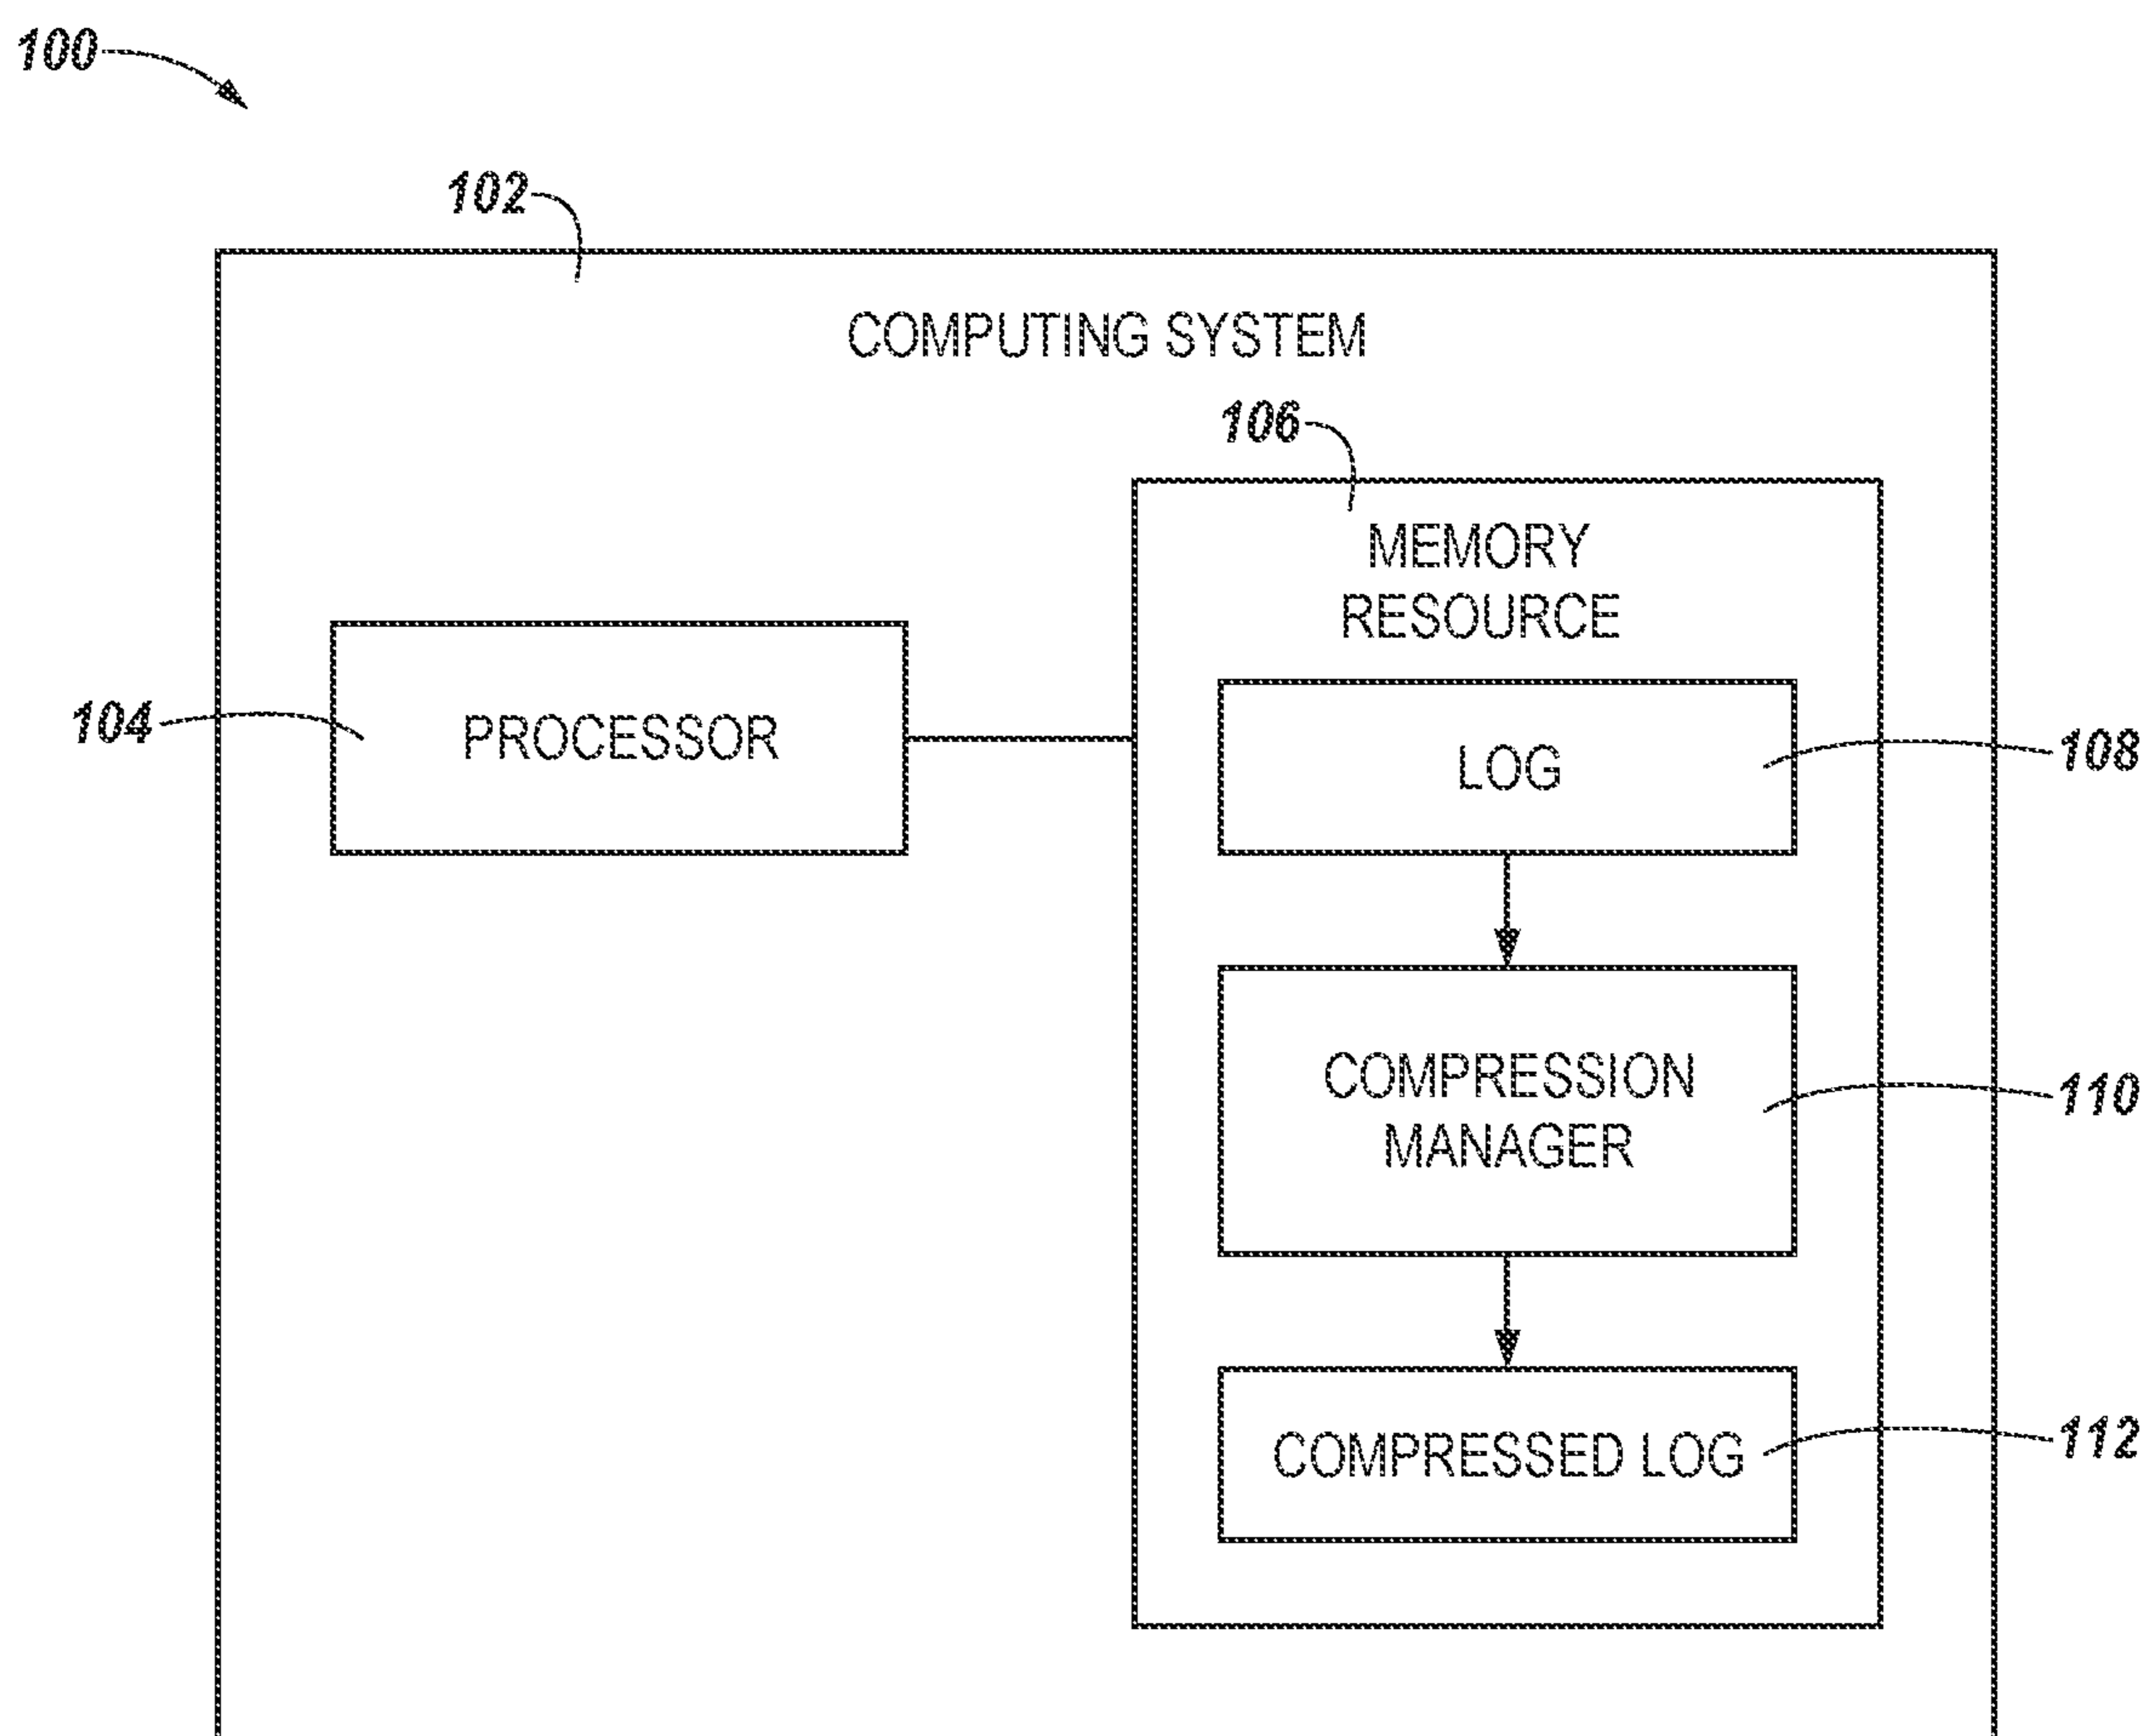 100
102
COMPUTING SYSTEM
106
MEMORY
RESOURCE
104
PROCESSOR
LOG
108
COMPRESSION
MANAGER
110
COMPRESSED LOG
112